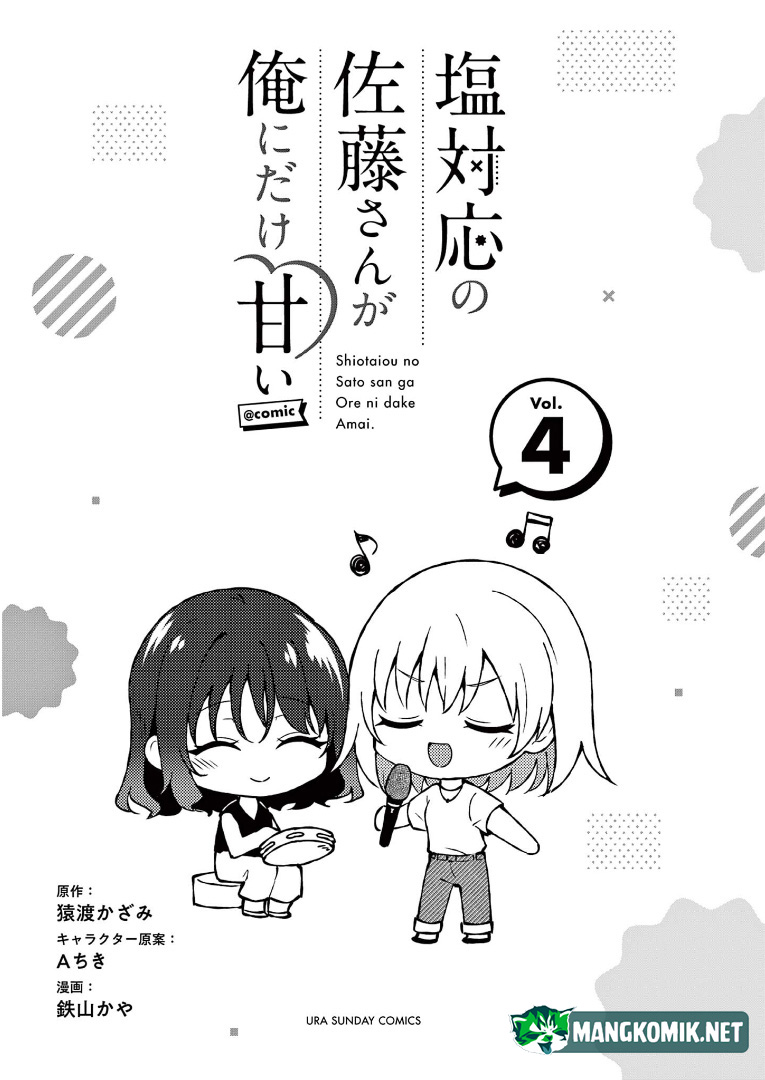 塩対応の
佐藤さんが
俺にだけ
甘い
@comic
Shiotaiou no
Sato san ga
Ore ni dake
Amai.
Vol.
4
原作：
猿渡かざみ
キャラクター原案：
Aちき
漫画：
鉄山かや
URA SUNDAY COMICS
MANGKOMIK.NET